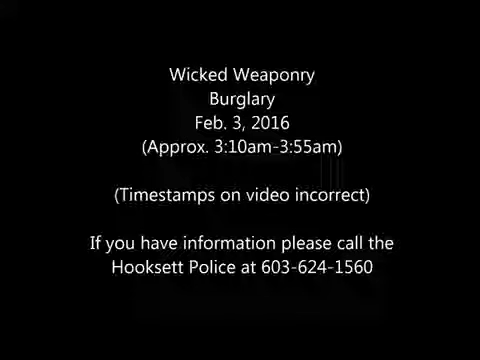 Wicked Weaponry
Burglary
Feb. 3, 2016
(Approx. 3:10am-3:55am)
(Timestamps on video incorrect)
If you have information please call the
Hooksett Police at 603-624-1560